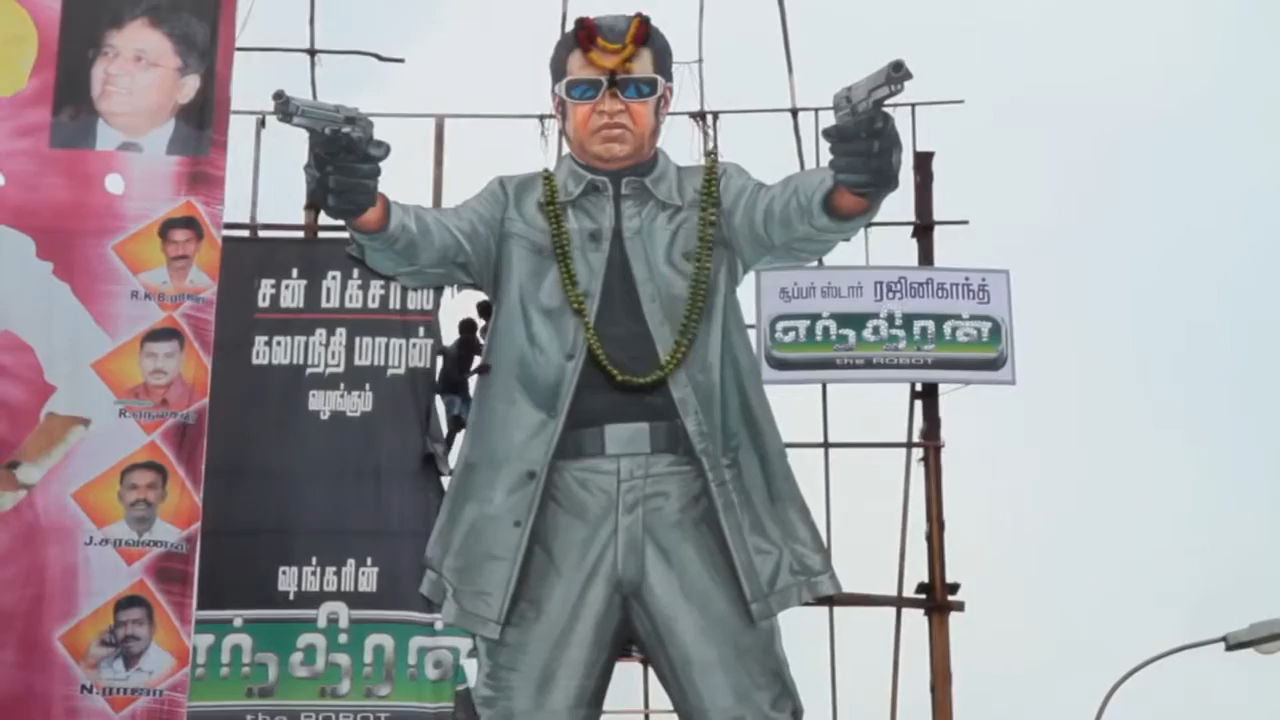 R.K.B.ராஜா
J.சரவணன்
N.ராஜா
சன் பிக்சர்ஸ்
கலாநிதி மாறன்
வழங்கும்
ஷங்கரின்
எந்திரன்
the ROBOT
சூப்பர் ஸ்டார் ரஜினிகாந்த்
எந்திரன்
the ROBOT